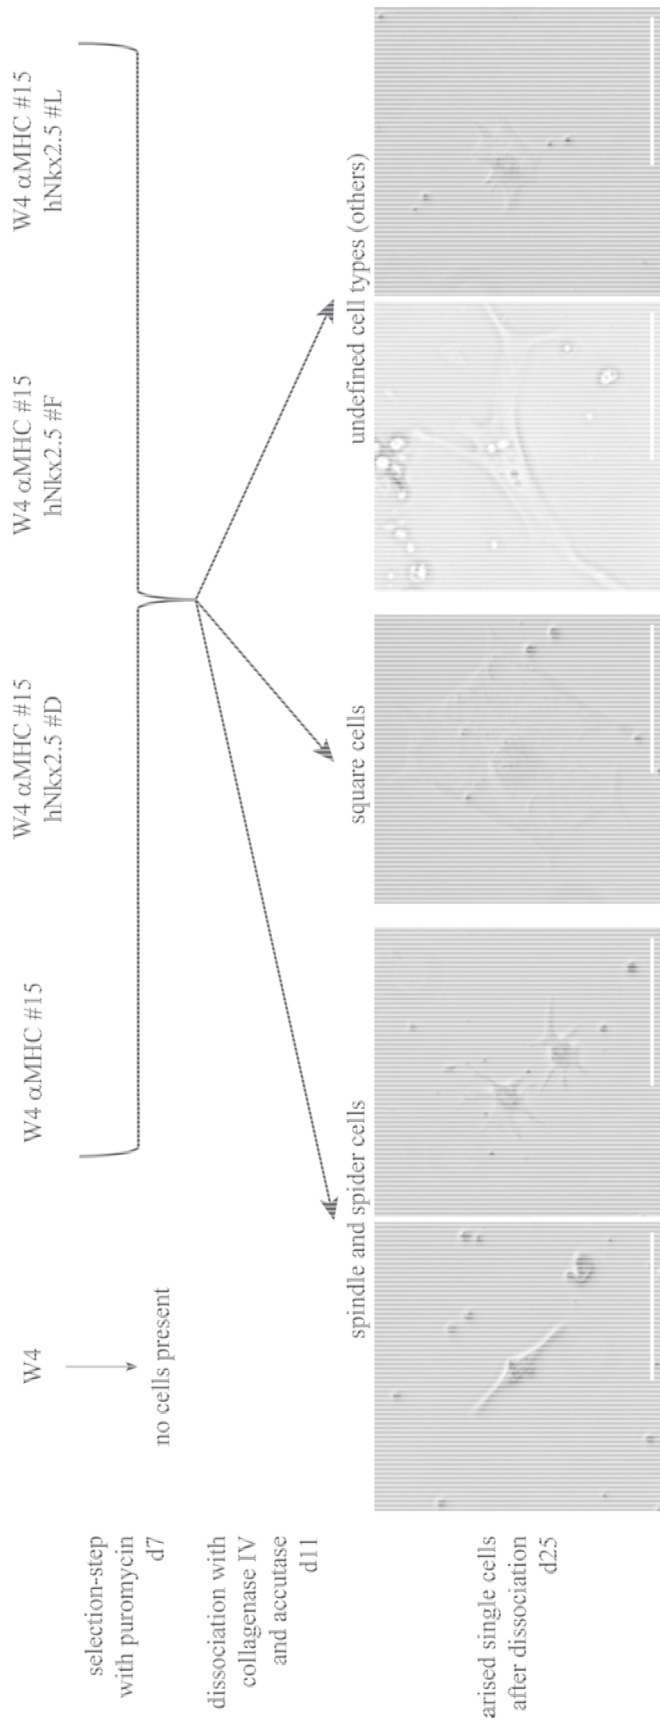 W4
W4 αMHC #15
W4 αMHC #15
hNkx2.5 #D
W4 αMHC #15
hNkx2.5 #F
W4 αMHC #15
hNkx2.5 #L
selection-step
with puromycin
d7
no cells present
dissociation with
collagenase IV
and accutase
d11
spindle and spider cells
square cells
undefined cell types (others)
arised single cells
after dissociation
d25